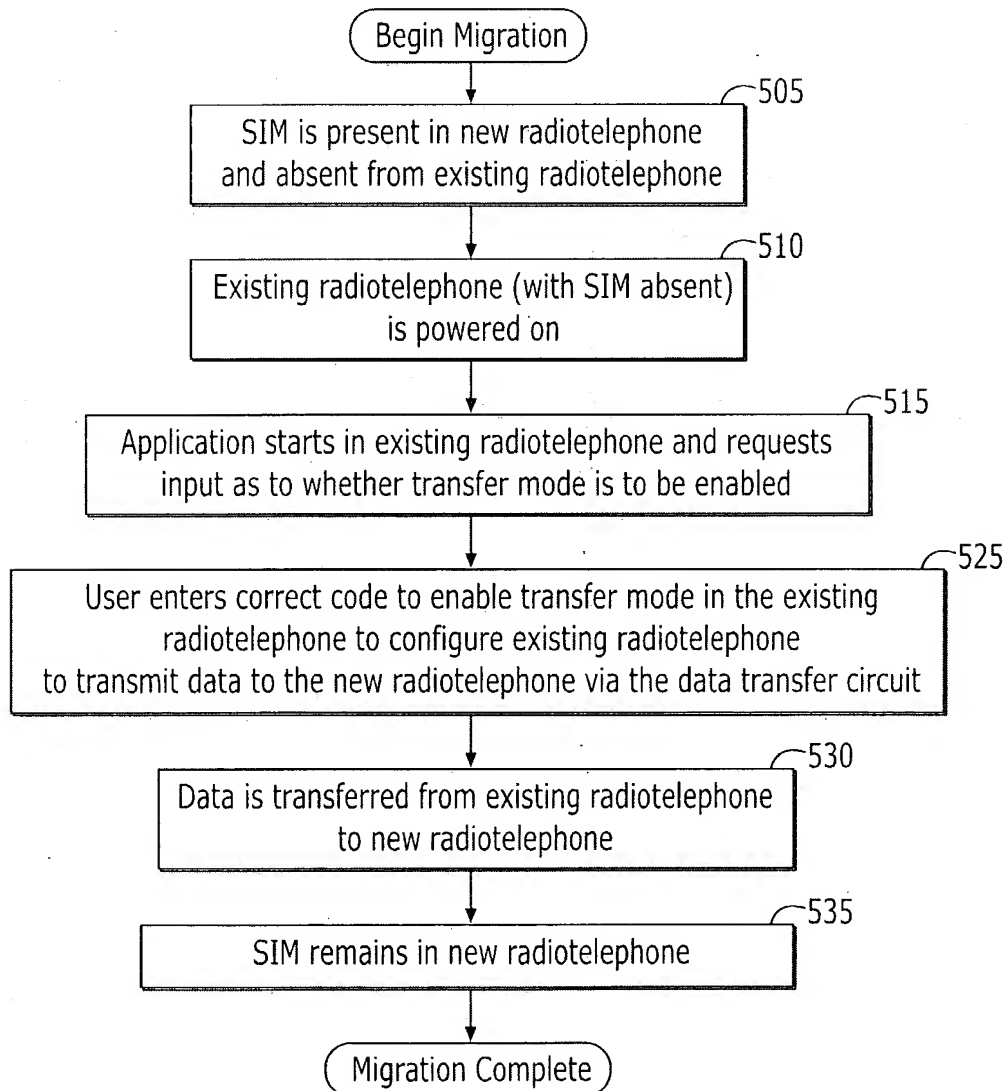 Begin Migration
505
SIM is present in new radiotelephone
and absent from existing radiotelephone
510
Existing radiotelephone (with SIM absent)
is powered on
515
Application starts in existing radiotelephone and requests
input as to whether transfer mode is to be enabled
525
User enters correct code to enable transfer mode in the existing
radiotelephone to configure existing radiotelephone
to transmit data to the new radiotelephone via the data transfer circuit
530
Data is transferred from existing radiotelephone
to new radiotelephone
535
SIM remains in new radiotelephone
Migration Complete